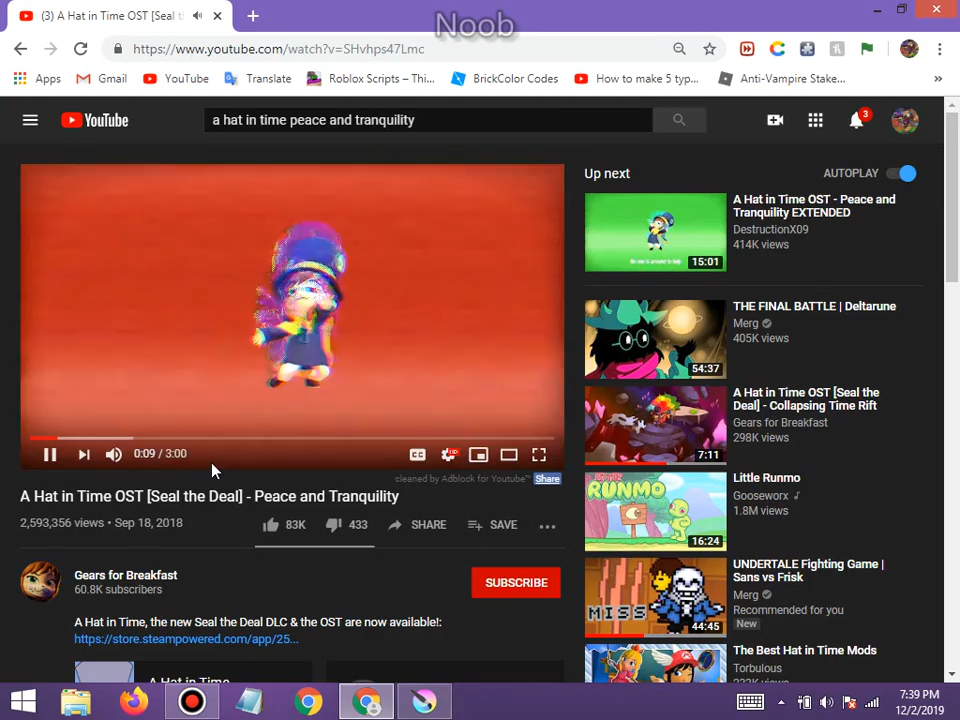 Noob
(3) A Hat in Time OST [Seal t
https://www.youtube.com/watch?v=SHvhps47Lmc
Apps Gmail YouTube Translate Roblox Scripts – Thi... BrickColor Codes How to make 5 typ... Anti-Vampire Stake... »
YouTube
a hat in time peace and tranquility
3
Up next
AUTOPLAY
A Hat in Time OST - Peace and
Tranquility EXTENDED
DestructionX09
414K views
15:01
THE FINAL BATTLE | Deltarune
Merg
405K views
54:37
A Hat in Time OST [Seal the
Deal] - Collapsing Time Rift
Gears for Breakfast
298K views
7:11
Little Runmo
Gooseworx
1.8M views
RUNMO
16:24
UNDERTALE Fighting Game |
Sans vs Frisk
Merg
Recommended for you
New
MISS
44:45
The Best Hat in Time Mods
Torbulous
0:09 / 3:00
CC
HD
cleaned by Adblock for Youtube™ Share
A Hat in Time OST [Seal the Deal] - Peace and Tranquility
2,593,356 views • Sep 18, 2018
83K 433 SHARE SAVE
Gears for Breakfast
60.8K subscribers
SUBSCRIBE
A Hat in Time, the new Seal the Deal DLC & the OST are now available!:
https://store.steampowered.com/app/25...
A Hat in Time
7:39 PM
12/2/2019